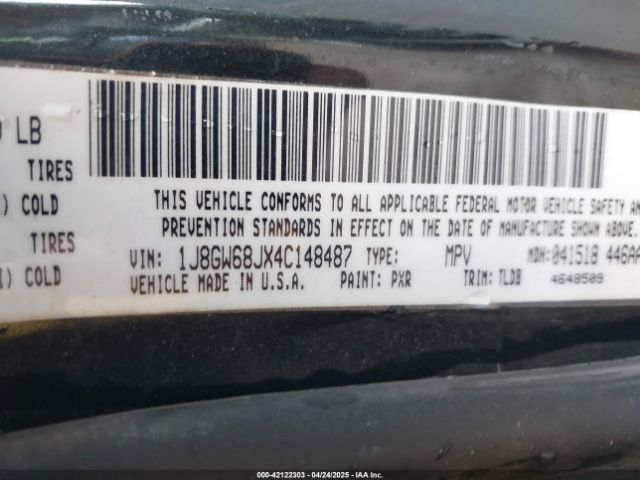 LB
TIRES
) COLD
TIRES
) COLD
THIS VEHICLE CONFORMS TO ALL APPLICABLE FEDERAL MOTOR VEHICLE SAFETY
PREVENTION STANDARDS IN EFFECT ON THE DATE OF MANUFACTURE SHOWN ABOVE.
VIN: 1J8GW68JX4C148487 TYPE: MPV MDH: 041518 446AA
VEHICLE MADE IN U.S.A. PAINT: PXR TRIM: TLDB 4648509
000-42122303 - 04/24/2025 - IAA Inc.